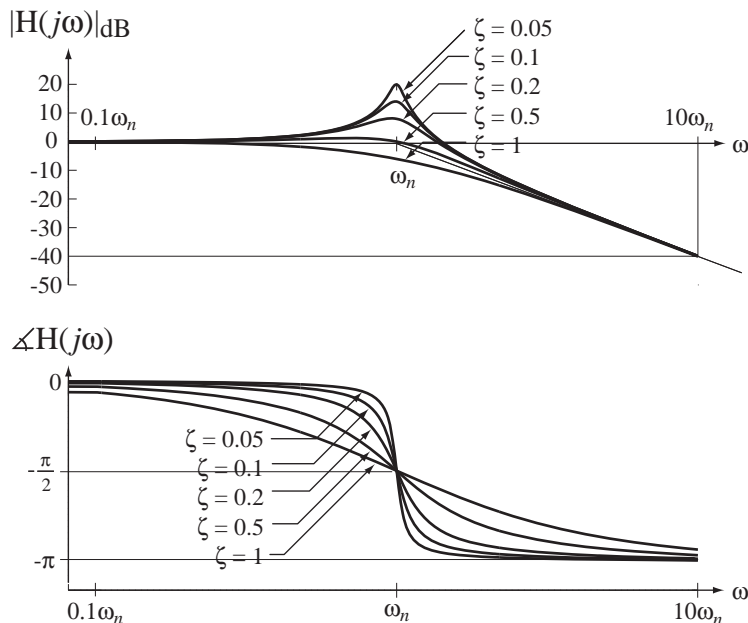 |H(jω)|dB
ζ = 0.05
ζ = 0.1
ζ = 0.2
ζ = 0.5
ζ = 1
20
10
0
-10
-20
-30
-40
-50
0.1ωn
ωn
10ωn
ω
∡H(jω)
0
-π/2
-π
ζ = 0.05
ζ = 0.1
ζ = 0.2
ζ = 0.5
ζ = 1
0.1ωn
ωn
10ωn
ω